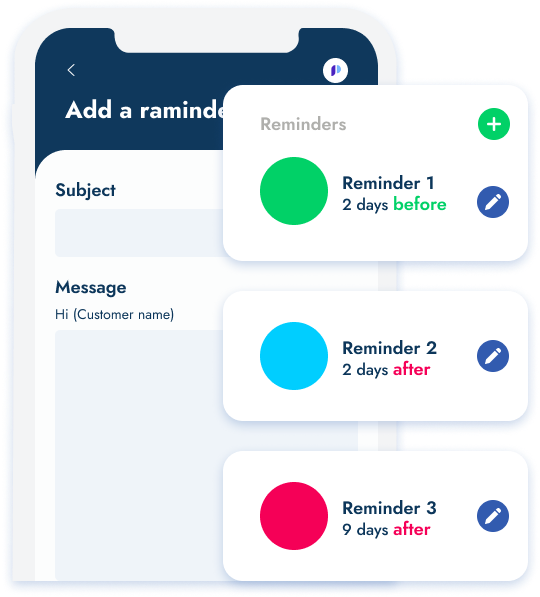 Add a raminde
Reminders
Subject
Reminder 1
2 days before
Message
Hi (Customer name)
Reminder 2
2 days after
Reminder 3
9 days after